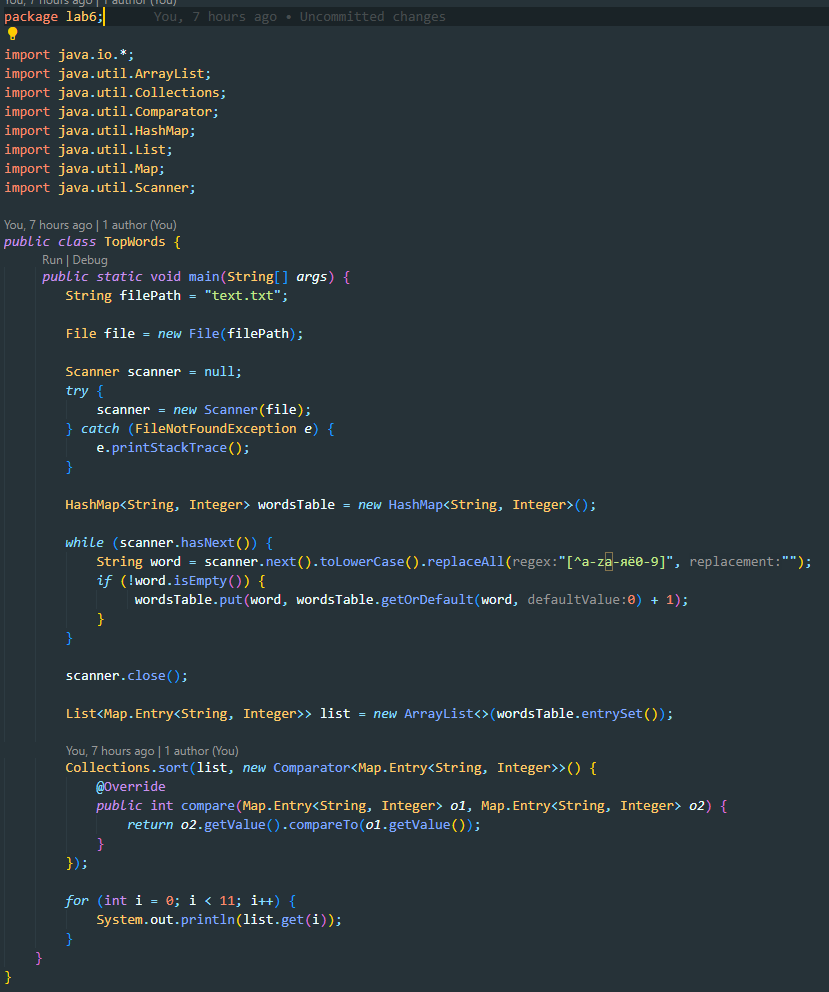 You, 7 hours ago | 1 author (You)
package lab6;      You, 7 hours ago • Uncommitted changes
import java.io.*;
import java.util.ArrayList;
import java.util.Collections;
import java.util.Comparator;
import java.util.HashMap;
import java.util.List;
import java.util.Map;
import java.util.Scanner;
You, 7 hours ago | 1 author (You)
public class TopWords {
Run | Debug
public static void main(String[] args) {
String filePath = "text.txt";
File file = new File(filePath);
Scanner scanner = null;
try {
scanner = new Scanner(file);
} catch (FileNotFoundException e) {
e.printStackTrace();
}
HashMap<String, Integer> wordsTable = new HashMap<String, Integer>();
while (scanner.hasNext()) {
String word = scanner.next().toLowerCase().replaceAll(regex:"[^a-zа-яё0-9]", replacement:"");
if (!word.isEmpty()) {
wordsTable.put(word, wordsTable.getOrDefault(word, defaultValue:0) + 1);
}
}
scanner.close();
List<Map.Entry<String, Integer>> list = new ArrayList<>(wordsTable.entrySet());
You, 7 hours ago | 1 author (You)
Collections.sort(list, new Comparator<Map.Entry<String, Integer>>() {
@Override
public int compare(Map.Entry<String, Integer> o1, Map.Entry<String, Integer> o2) {
return o2.getValue().compareTo(o1.getValue());
}
});
for (int i = 0; i < 11; i++) {
System.out.println(list.get(i));
}
}
}